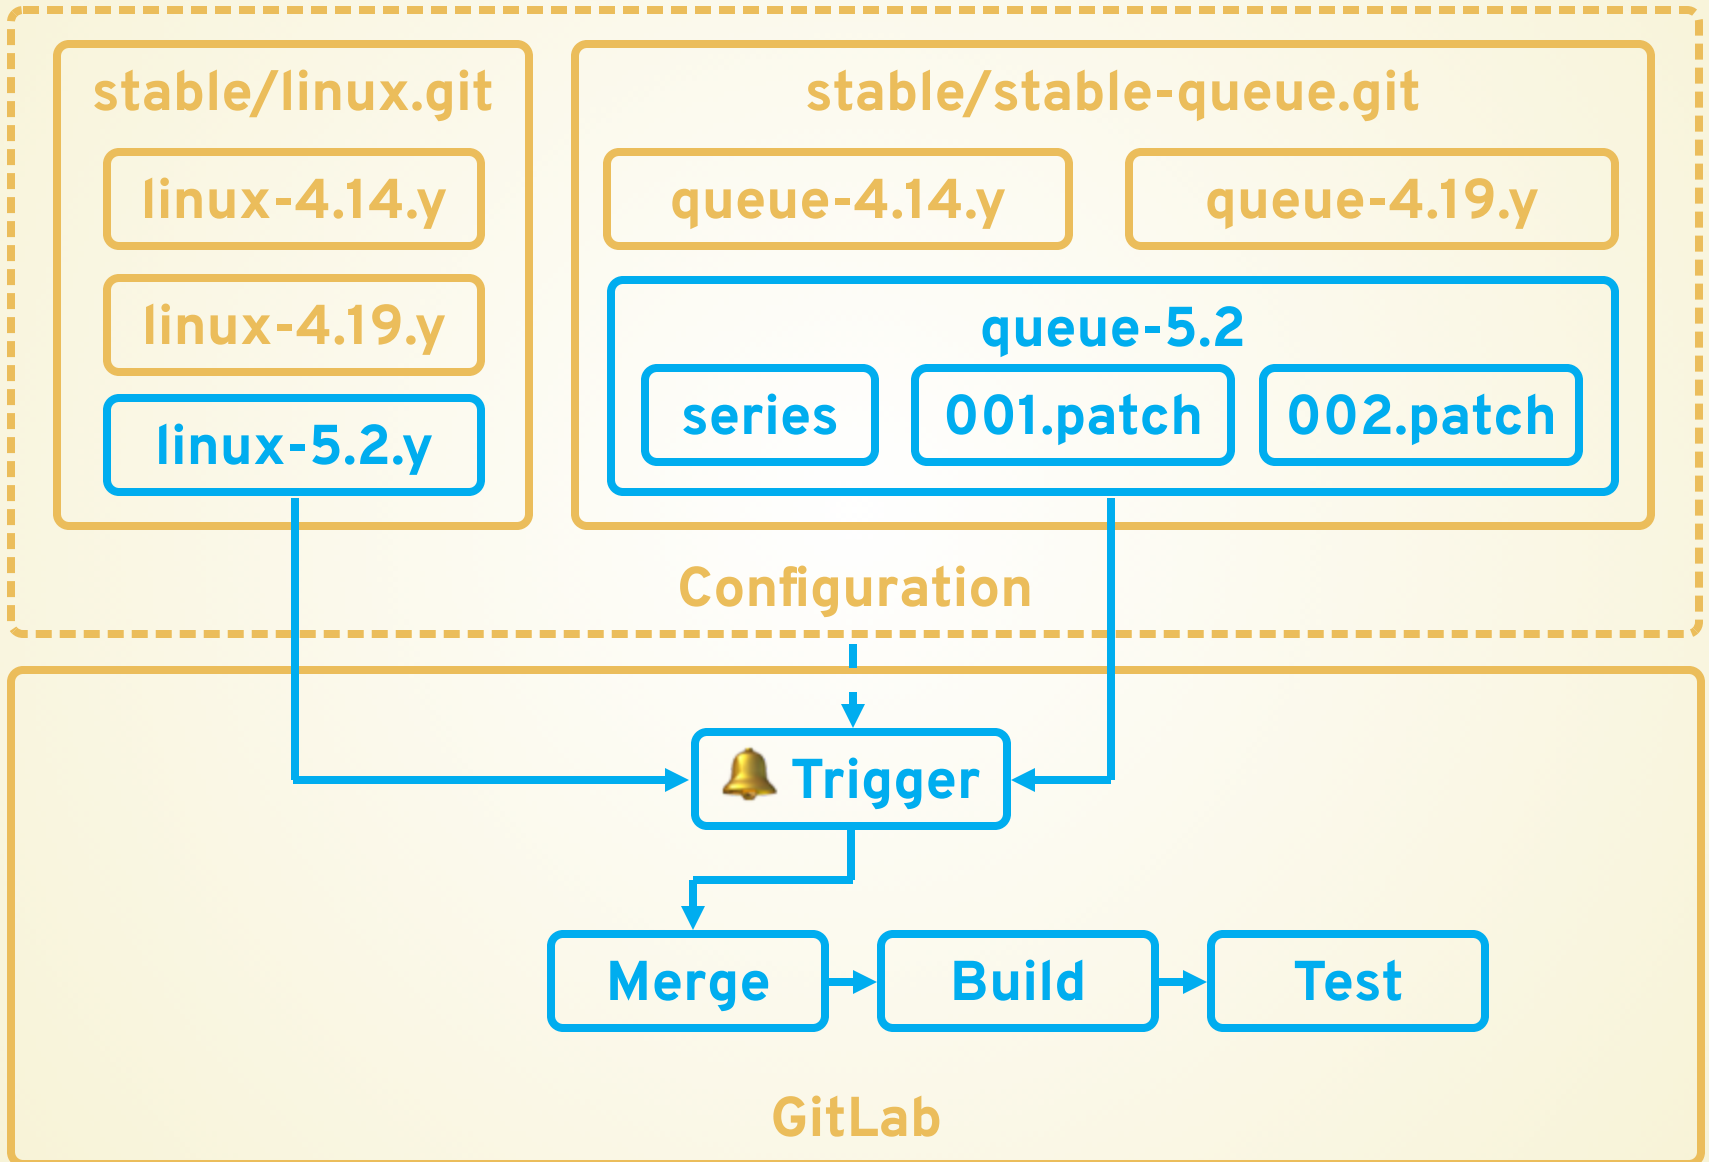 stable/linux.git
linux-4.14.y
linux-4.19.y
linux-5.2.y
stable/stable-queue.git
queue-4.14.y
queue-4.19.y
queue-5.2
series
001.patch
002.patch
Configuration
Trigger
Merge
Build
Test
GitLab